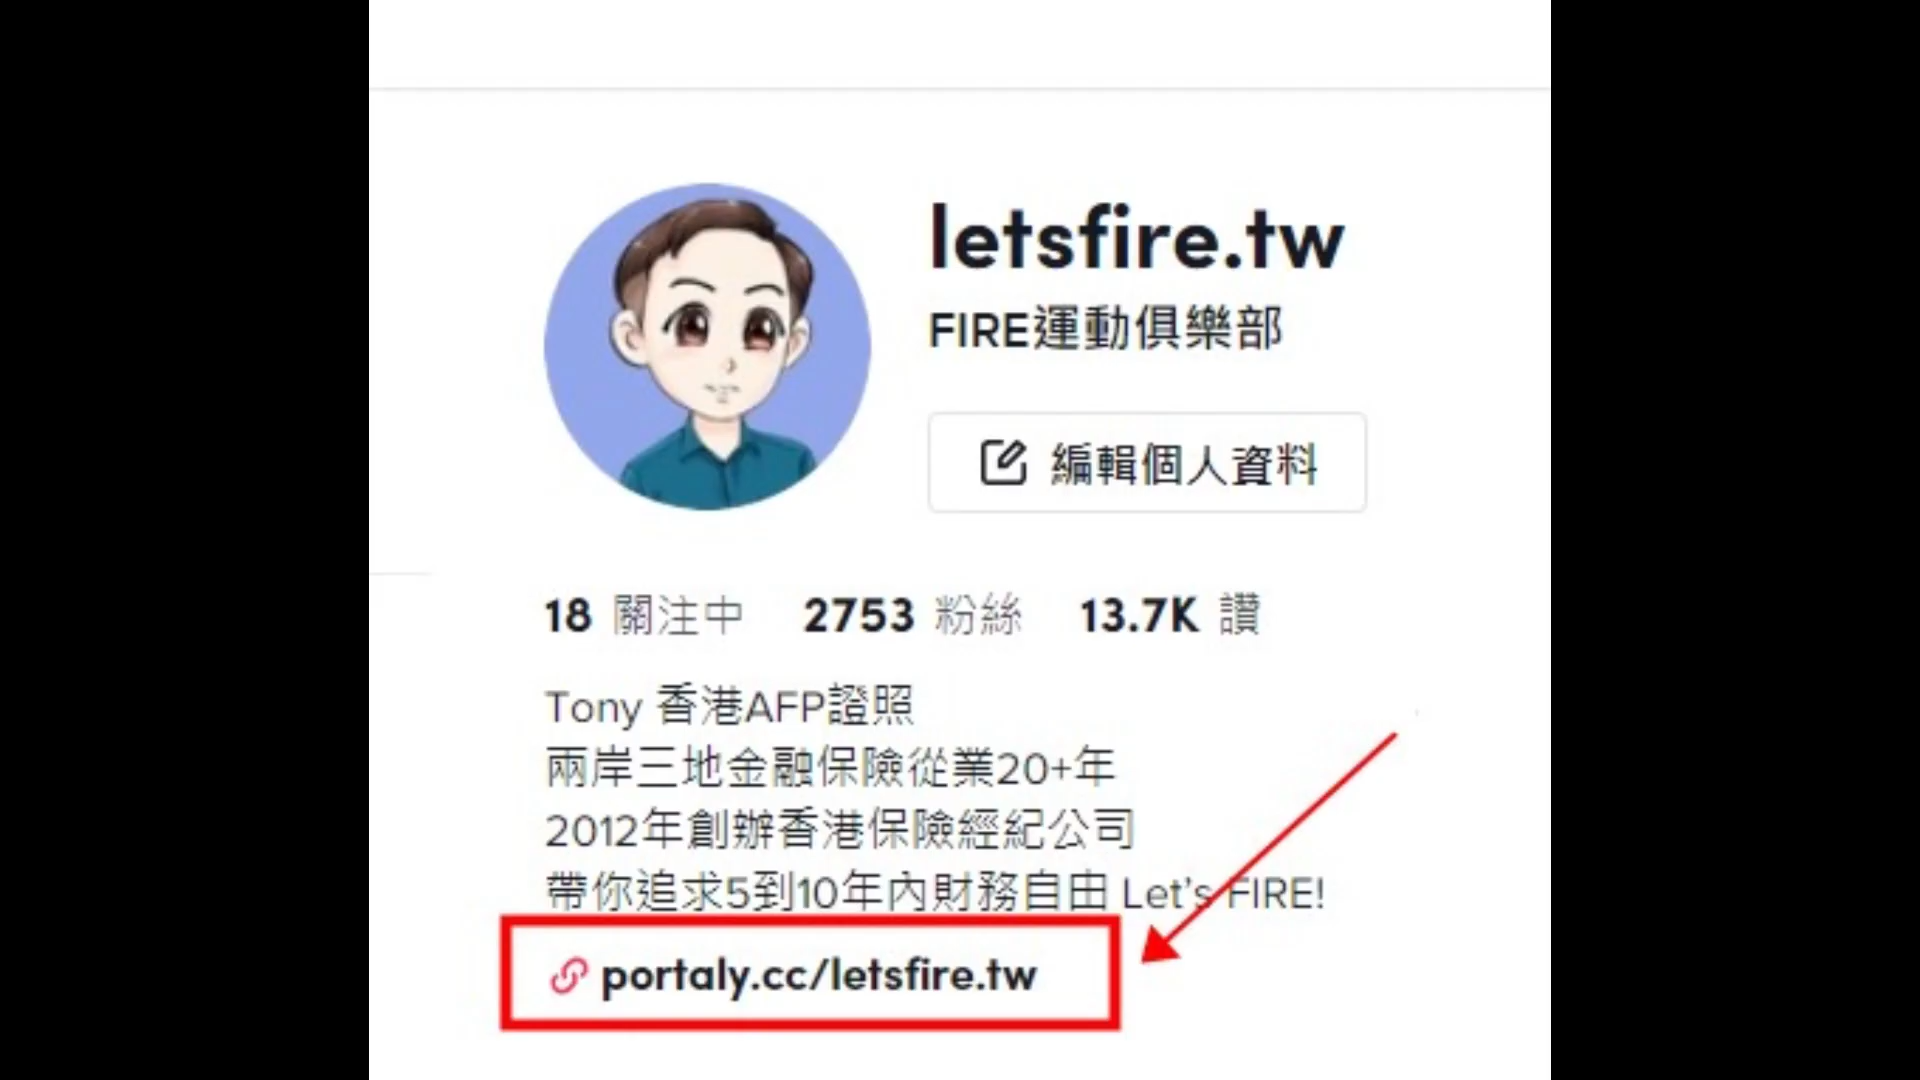 letsfire.tw
FIRE運動俱樂部
編輯個人資料
18 關注中 2753 粉絲 13.7K 讚
Tony 香港AFP證照
兩岸三地金融保險從業20+年
2012年創辦香港保險經紀公司
帶你追求5到10年內財務自由 Let's FIRE!
portaly.cc/letsfire.tw